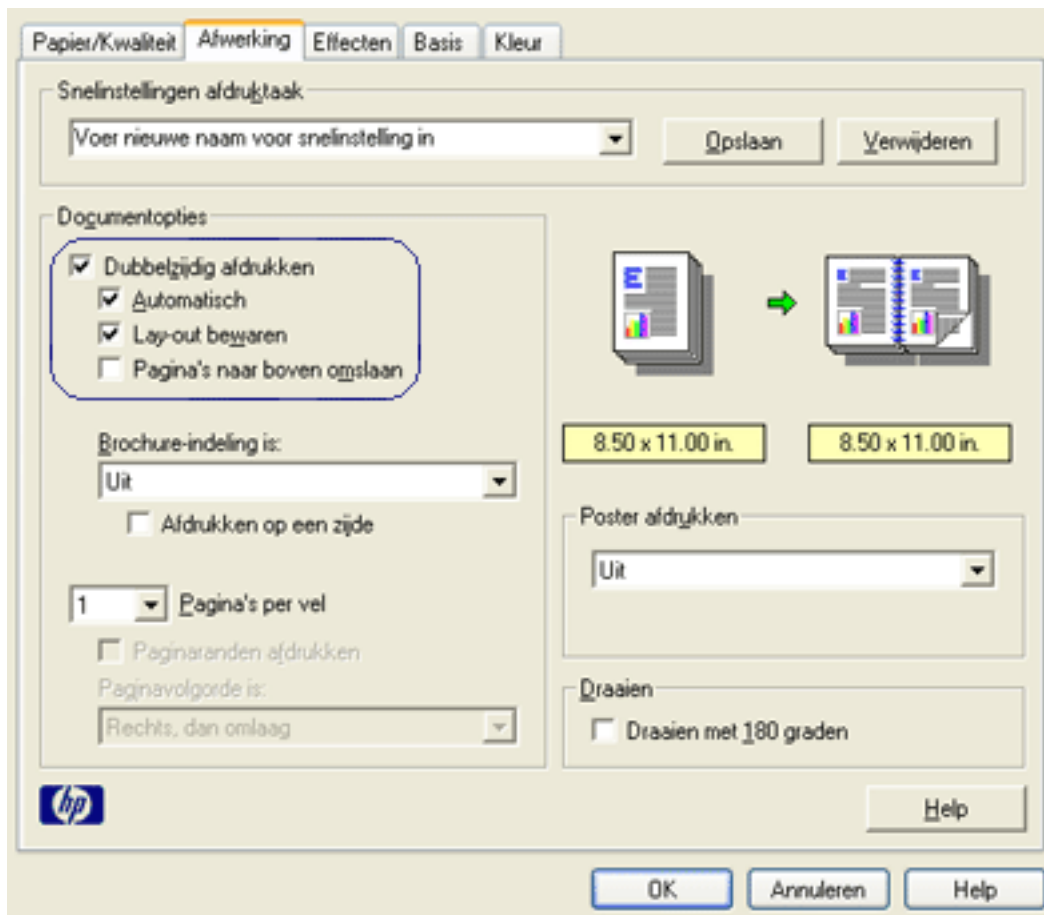 Papier/Kwaliteit Afwerking Effecten Basis Kleur
Snelinstellingen afdruktaak
Voer nieuwe naam voor snelinstelling in Opslaan Verwijderen
Documentopties
Dubbelzijdig afdrukken
Automatisch
Lay-out bewaren
Pagina's naar boven omslaan
Brochure-indeling is:
Uit
Afdrukken op een zijde
1 Pagina's per vel
Paginaranden afdrukken
Paginavolgorde is:
Rechts, dan omlaag
E
8.50 x 11.00 in. 8.50 x 11.00 in.
Poster afdrukken
Uit
Draaien
Draaien met 180 graden
hp
Help
OK Annuleren Help